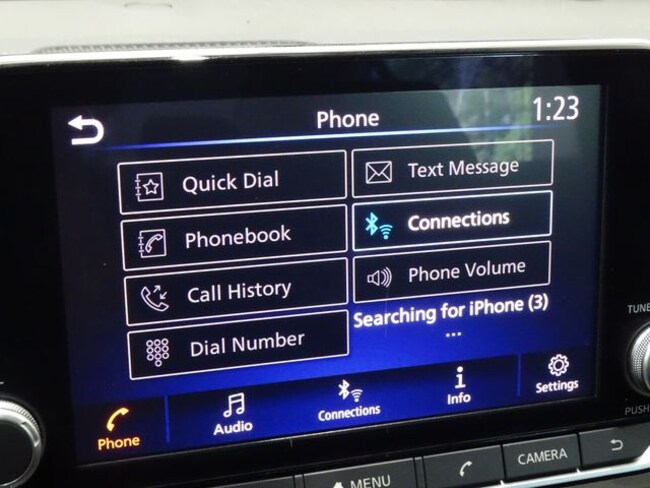 Phone
1:23
Quick Dial
Text Message
Phonebook
Connections
Call History
Phone Volume
Dial Number
Searching for iPhone (3)
...
Phone
Audio
Connections
Info
Settings
TUNE
PUSH
MENU
CAMERA